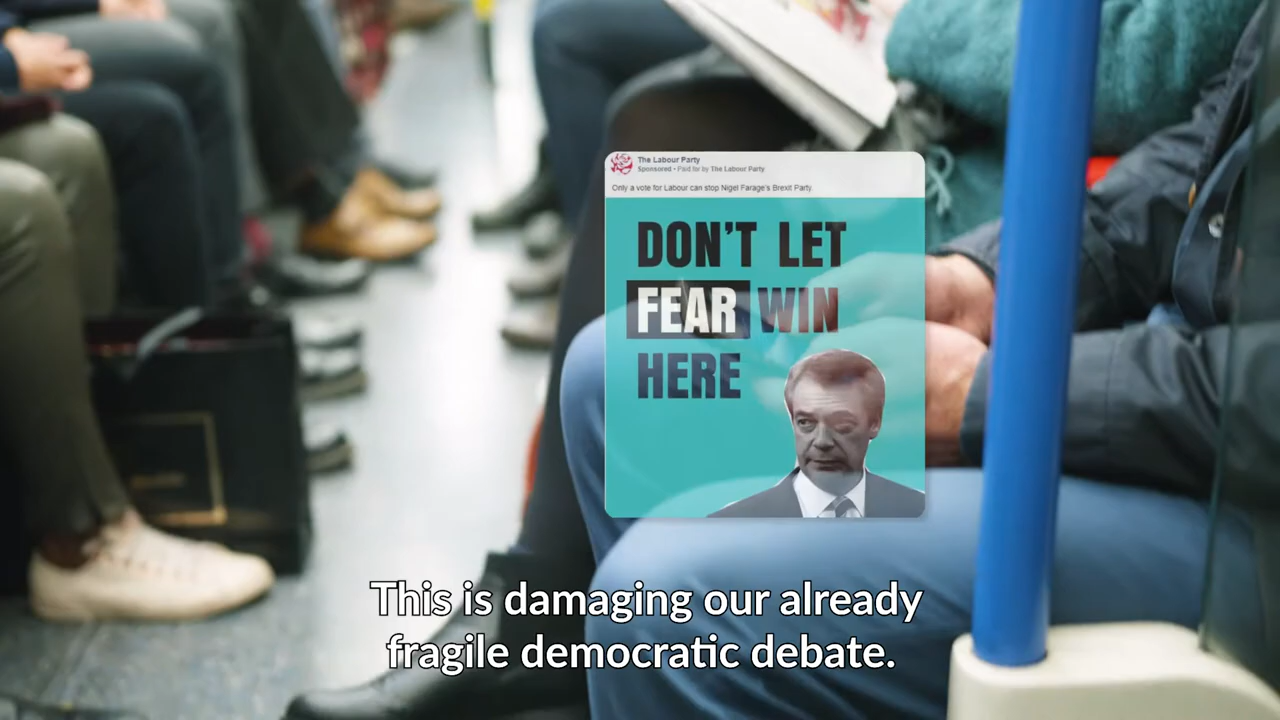 The Labour Party
Sponsored • Paid for by The Labour Party
Only a vote for Labour can stop Nigel Farage's Brexit Party.
DON'T LET
FEAR WIN
HERE
This is damaging our already
fragile democratic debate.